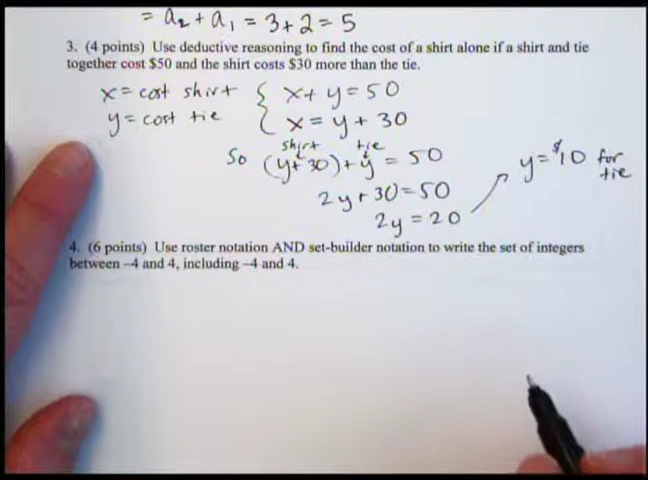 = a₂ + a₁ = 3 + 2 = 5
3. (4 points) Use deductive reasoning to find the cost of a shirt alone if a shirt and tie
together cost $50 and the shirt costs $30 more than the tie.
x = cost shirt { x + y = 50
y = cost tie x = y + 30
shirt tie
So (y + 30) + y = 50
y = $10 for
tie
2y + 30 = 50
2y = 20
4. (6 points) Use roster notation AND set-builder notation to write the set of integers
between –4 and 4, including –4 and 4.